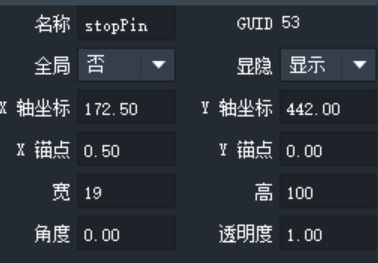 名称 stopPin GUID 53
全局 否 显隐 显示
X 轴坐标 172.50 Y 轴坐标 442.00
X 锚点 0.50 Y 锚点 0.00
宽 19 高 100
角度 0.00 透明度 1.00